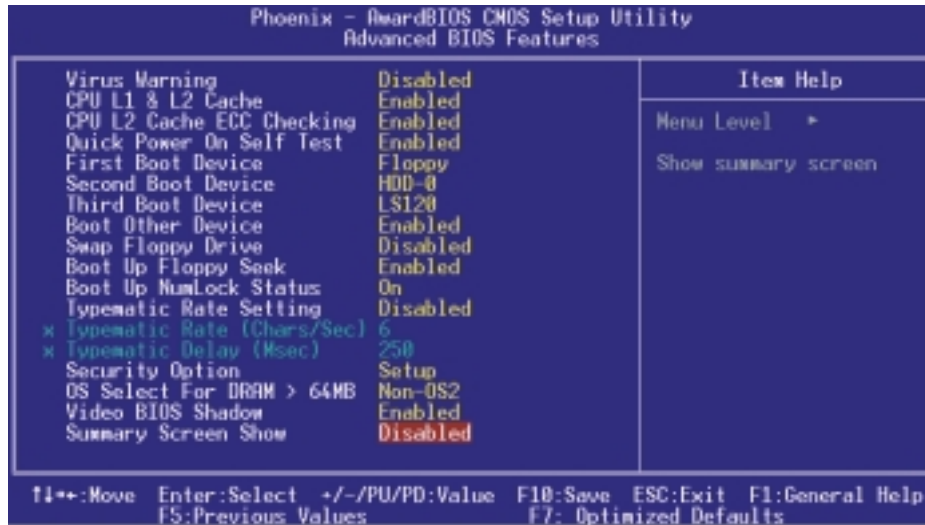 Phoenix - AwardBIOS CMOS Setup Utility
Advanced BIOS Features
Virus Warning Disabled
CPU L1 & L2 Cache Enabled
CPU L2 Cache ECC Checking Enabled
Quick Power On Self Test Enabled
First Boot Device Floppy
Second Boot Device HDD-0
Third Boot Device LS120
Boot Other Device Enabled
Swap Floppy Drive Disabled
Boot Up Floppy Seek Enabled
Boot Up NumLock Status On
Typematic Rate Setting Disabled
x Typematic Rate (Chars/Sec) 6
x Typematic Delay (Msec) 250
Security Option Setup
OS Select For DRAM > 64MB Non-OS2
Video BIOS Shadow Enabled
Summary Screen Show Disabled
Item Help
Menu Level ►
Show summary screen
↑↓→←:Move Enter:Select +/-/PU/PD:Value F10:Save ESC:Exit F1:General Help
F5:Previous Values F7: Optimized Defaults